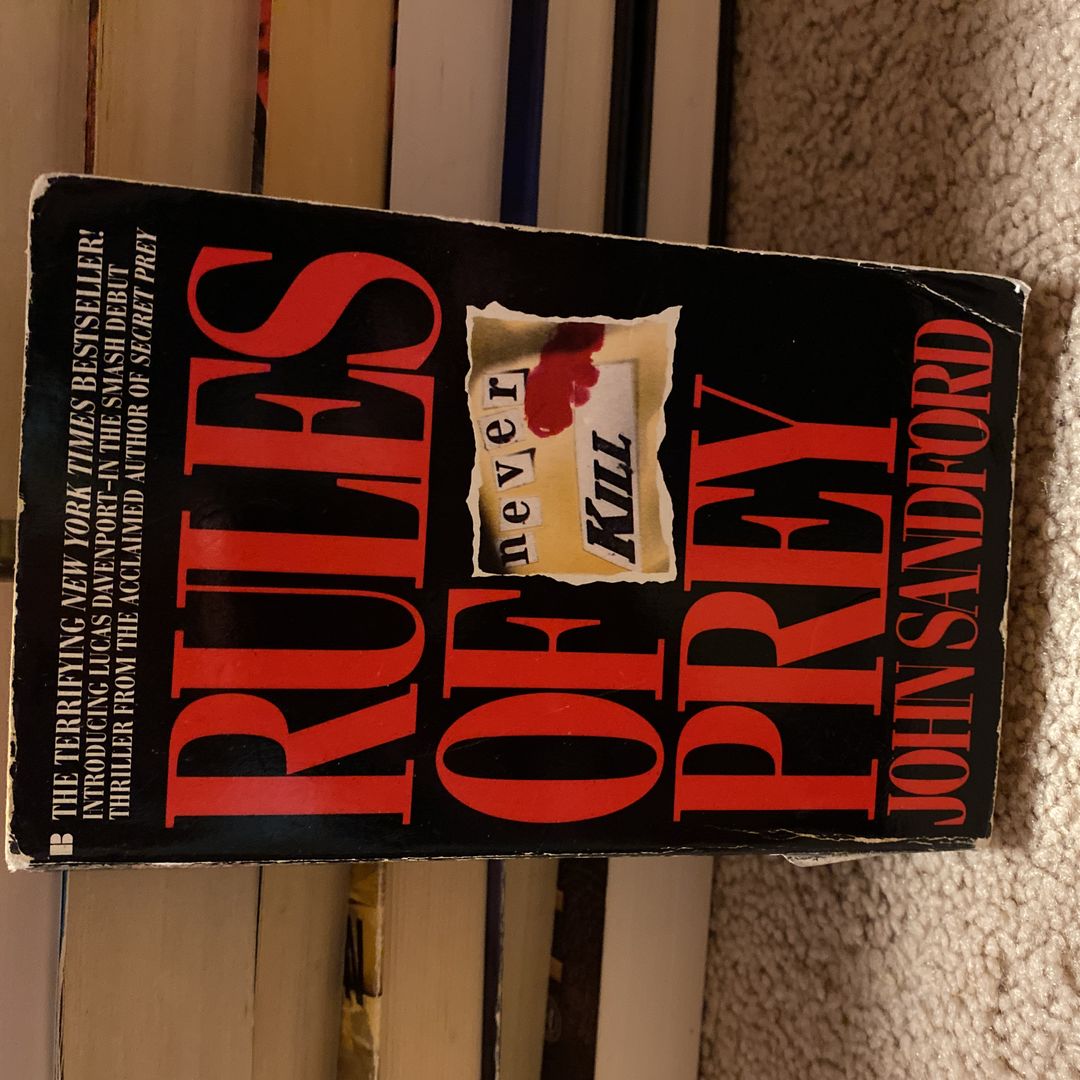 B
THE TERRIFYING NEW YORK TIMES BESTSELLER!
INTRODUCING LUCAS DAVENPORT–IN THE SMASH DEBUT
THRILLER FROM THE ACCLAIMED AUTHOR OF SECRET PREY
RULES
OF
never
KILL
PREY
JOHN SANDFORD